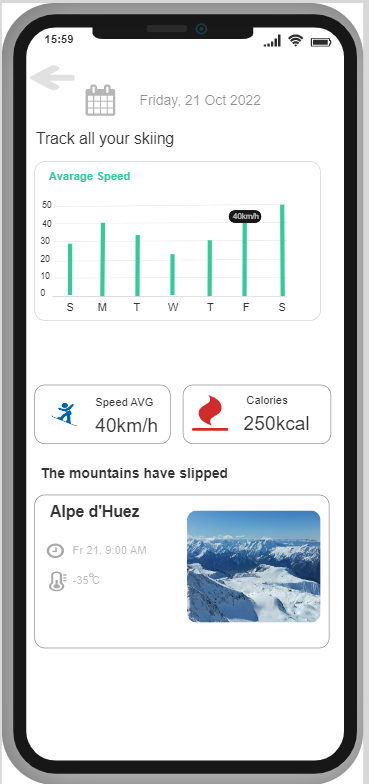 15:59
Friday, 21 Oct 2022
Track all your skiing
Avarage Speed
50
40
30
20
10
0
40km/h
S M T W T F S
Speed AVG
40km/h
Calories
250kcal
The mountains have slipped
Alpe d'Huez
Fr 21, 9:00 AM
-35℃